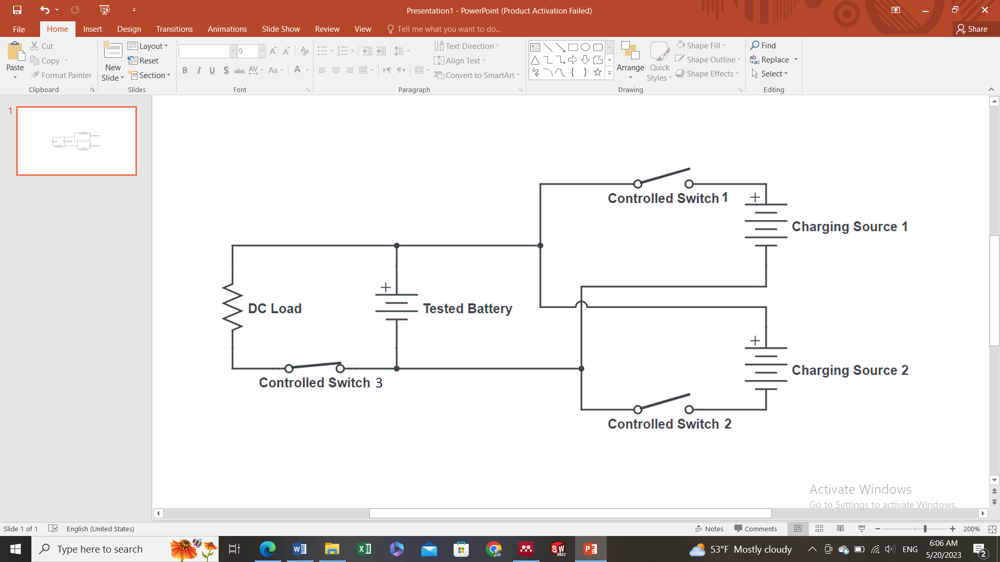 Presentation1 - PowerPoint (Product Activation Failed)
File Home Insert Design Transitions Animations Slide Show Review View Tell me what you want to do... Share
Paste
Cut
Copy
Format Painter
Clipboard
New Slide
Layout
Reset
Section
Slides
9
B I U S abc AV Aa A
Font
Text Direction
Align Text
Convert to SmartArt
Paragraph
Arrange
Quick Styles
Shape Fill
Shape Outline
Shape Effects
Drawing
Find
Replace
Select
Editing
1
Controlled Switch 1
+
Charging Source 1
+
DC Load
Tested Battery
+
Charging Source 2
Controlled Switch 3
Controlled Switch 2
Activate Windows
Go to Settings to activate Windows.
Slide 1 of 1 English (United States) Notes Comments 200%
Type here to search 53°F Mostly cloudy ENG 6:06 AM
5/20/2023 2